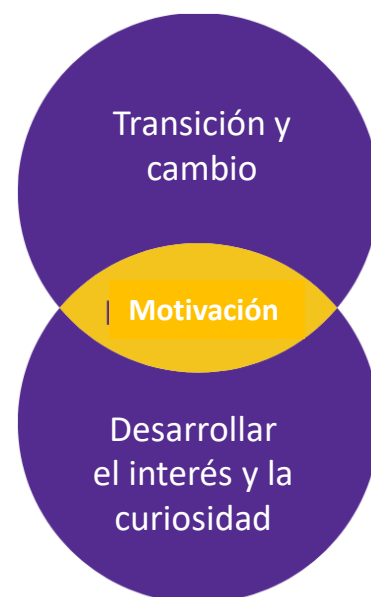 Transición y
cambio
Motivación
Desarrollar
el interés y la
curiosidad